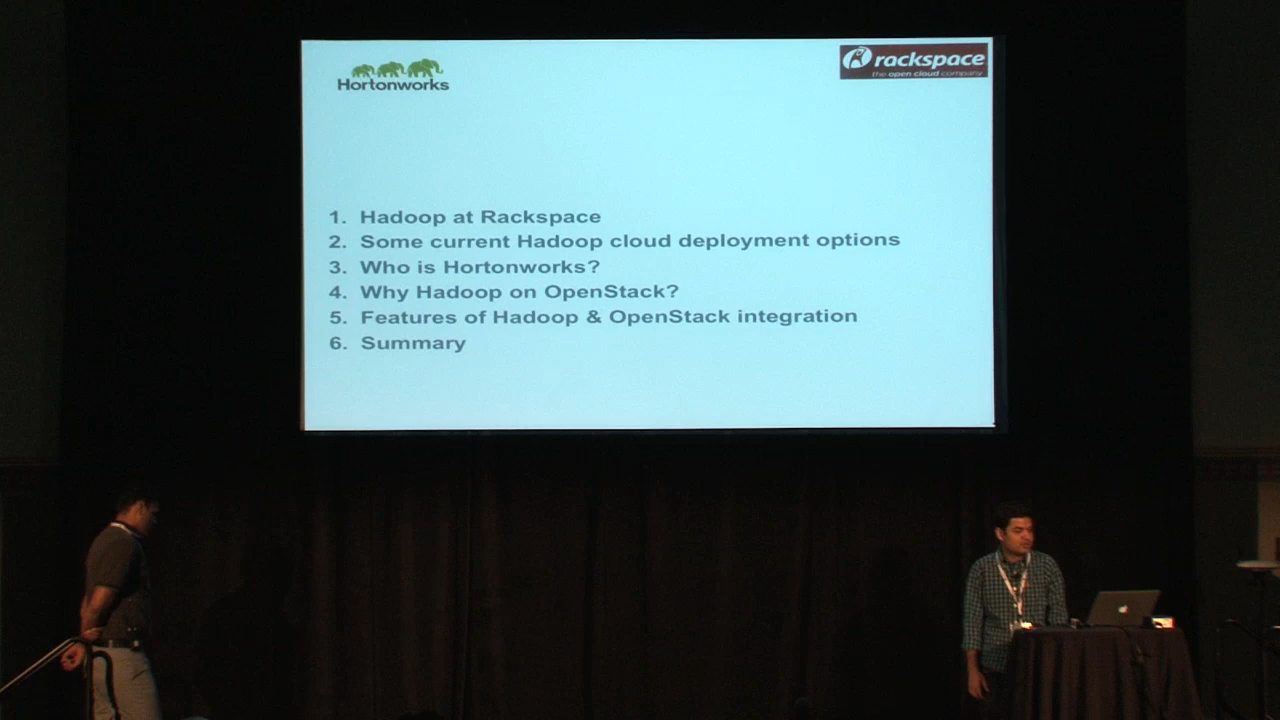 Hortonworks
rackspace
the open cloud company
1. Hadoop at Rackspace
2. Some current Hadoop cloud deployment options
3. Who is Hortonworks?
4. Why Hadoop on OpenStack?
5. Features of Hadoop & OpenStack integration
6. Summary